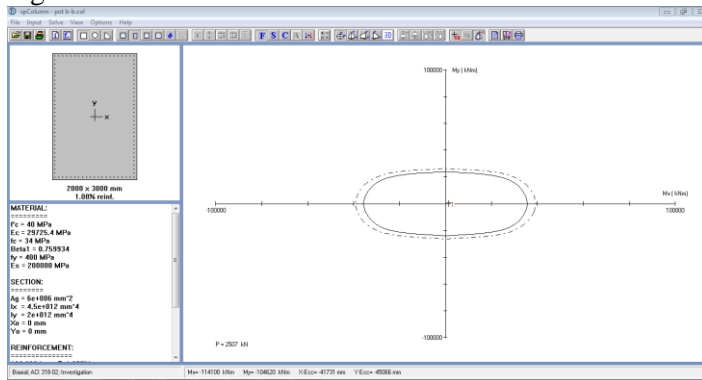 spColumn - pot b-b.col
File Input Solve View Options Help
F S C 3D
y
x
2000 x 3000 mm
1.08% reinf.
MATERIAL:
=========
f'c = 40 MPa
Ec = 29725.4 MPa
fc = 34 MPa
Beta1 = 0.759934
fy = 400 MPa
Es = 200000 MPa
SECTION:
========
Ag = 6e+006 mm^2
Ix = 4.5e+012 mm^4
Iy = 2e+012 mm^4
Xo = 0 mm
Yo = 0 mm
REINFORCEMENT:
==============
100000 My ( kNm)
Mx ( kNm)
-100000
100000
-100000
1
P = 2507 kN
Biaxial; ACI 318-02; Investigation
Mx= -114100 kNm My= -104620 kNm X-Ecc= -41731 mm Y-Ecc= -49066 mm